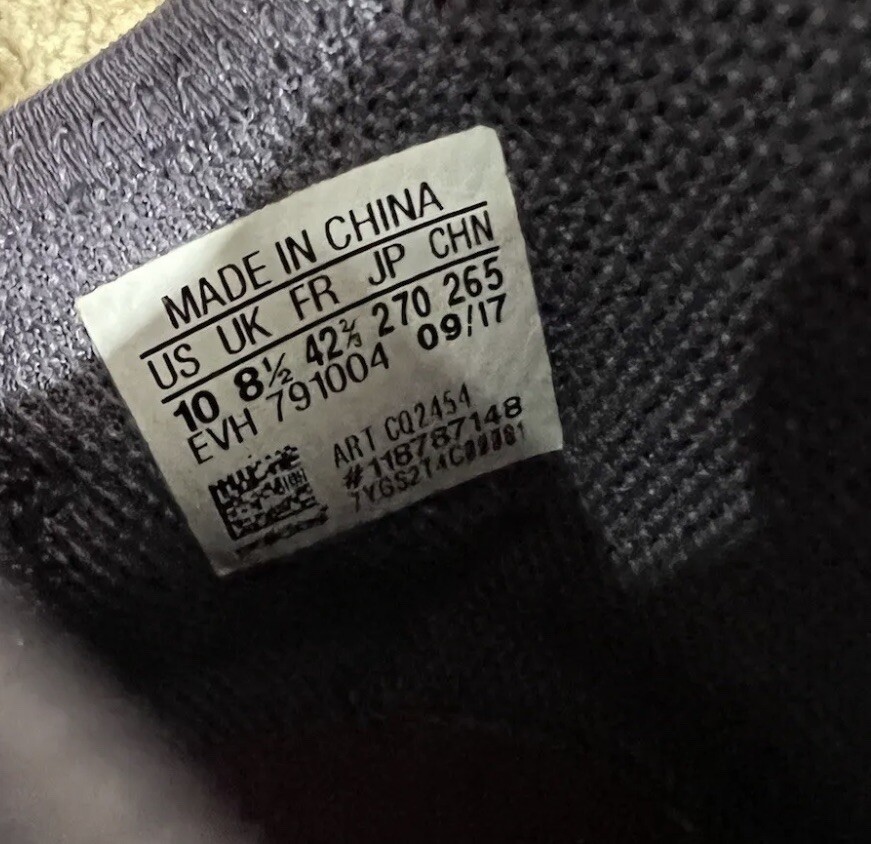 MADE IN CHINA
US UK FR JP CHN
10 8½ 42⅔ 270 265
EVH 791004 09/17
ART CQ2454
#118787148